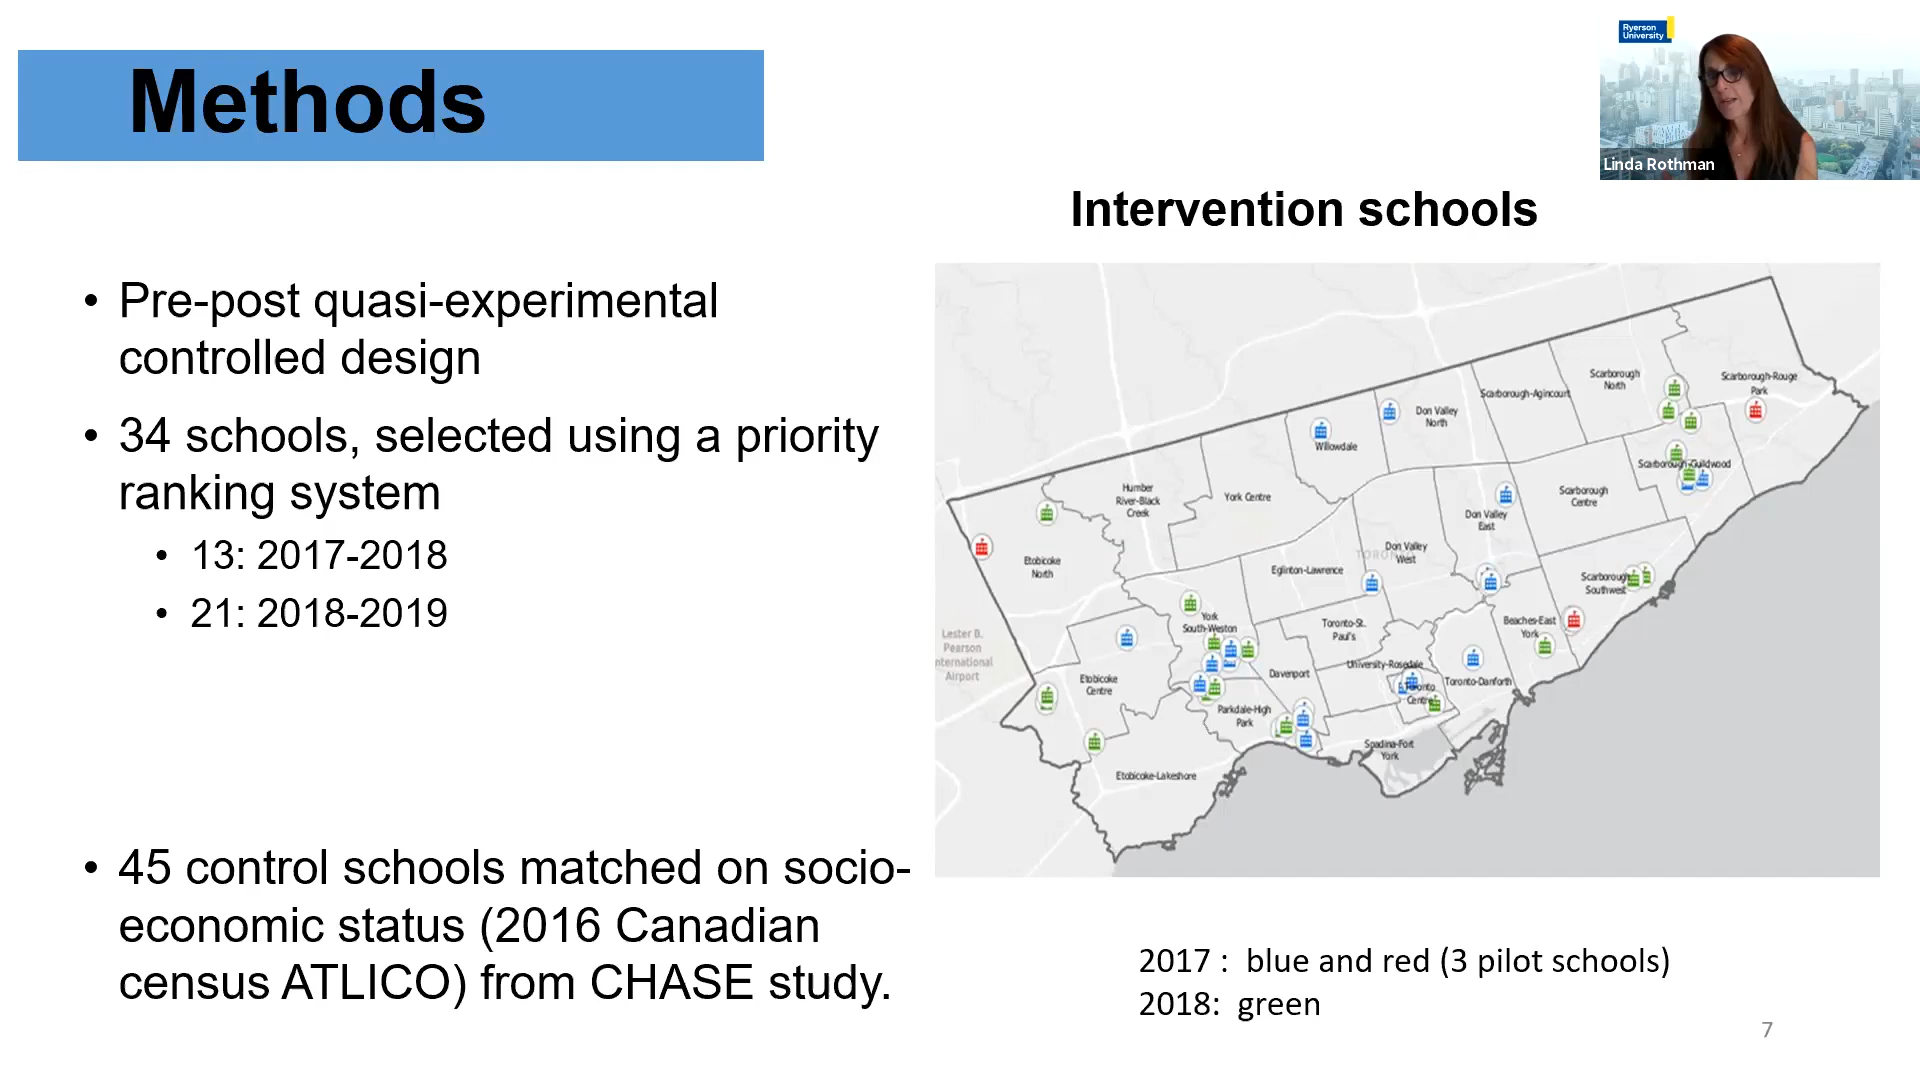 Methods
Ryerson
University
Linda Rothman
Intervention schools
• Pre-post quasi-experimental
controlled design
• 34 schools, selected using a priority
ranking system
• 13: 2017-2018
• 21: 2018-2019
• 45 control schools matched on socio-
economic status (2016 Canadian
census ATLICO) from CHASE study.
Scarborough
North
Scarborough-Rouge
Park
Scarborough-Agincourt
Don Valley
North
Willowdale
Scarborough-Guildwood
Humber
River-Black
Creek
York Centre
Scarborough
Centre
Don Valley
East
Don Valley
West
TORON
Etobicoke
North
Eglinton-Lawrence
Scarborough
Southwest
York
South-Weston
Toronto-St.
Paul's
Beaches-East
York
Lester B.
Pearson
nternational
Airport
University-Rosedale
Davenport
Etobicoke
Centre
Toronto
Centre
Toronto-Danforth
Parkdale-High
Park
Spadina-Fort
York
Etobicoke-Lakeshore
2017 : blue and red (3 pilot schools)
2018: green
7